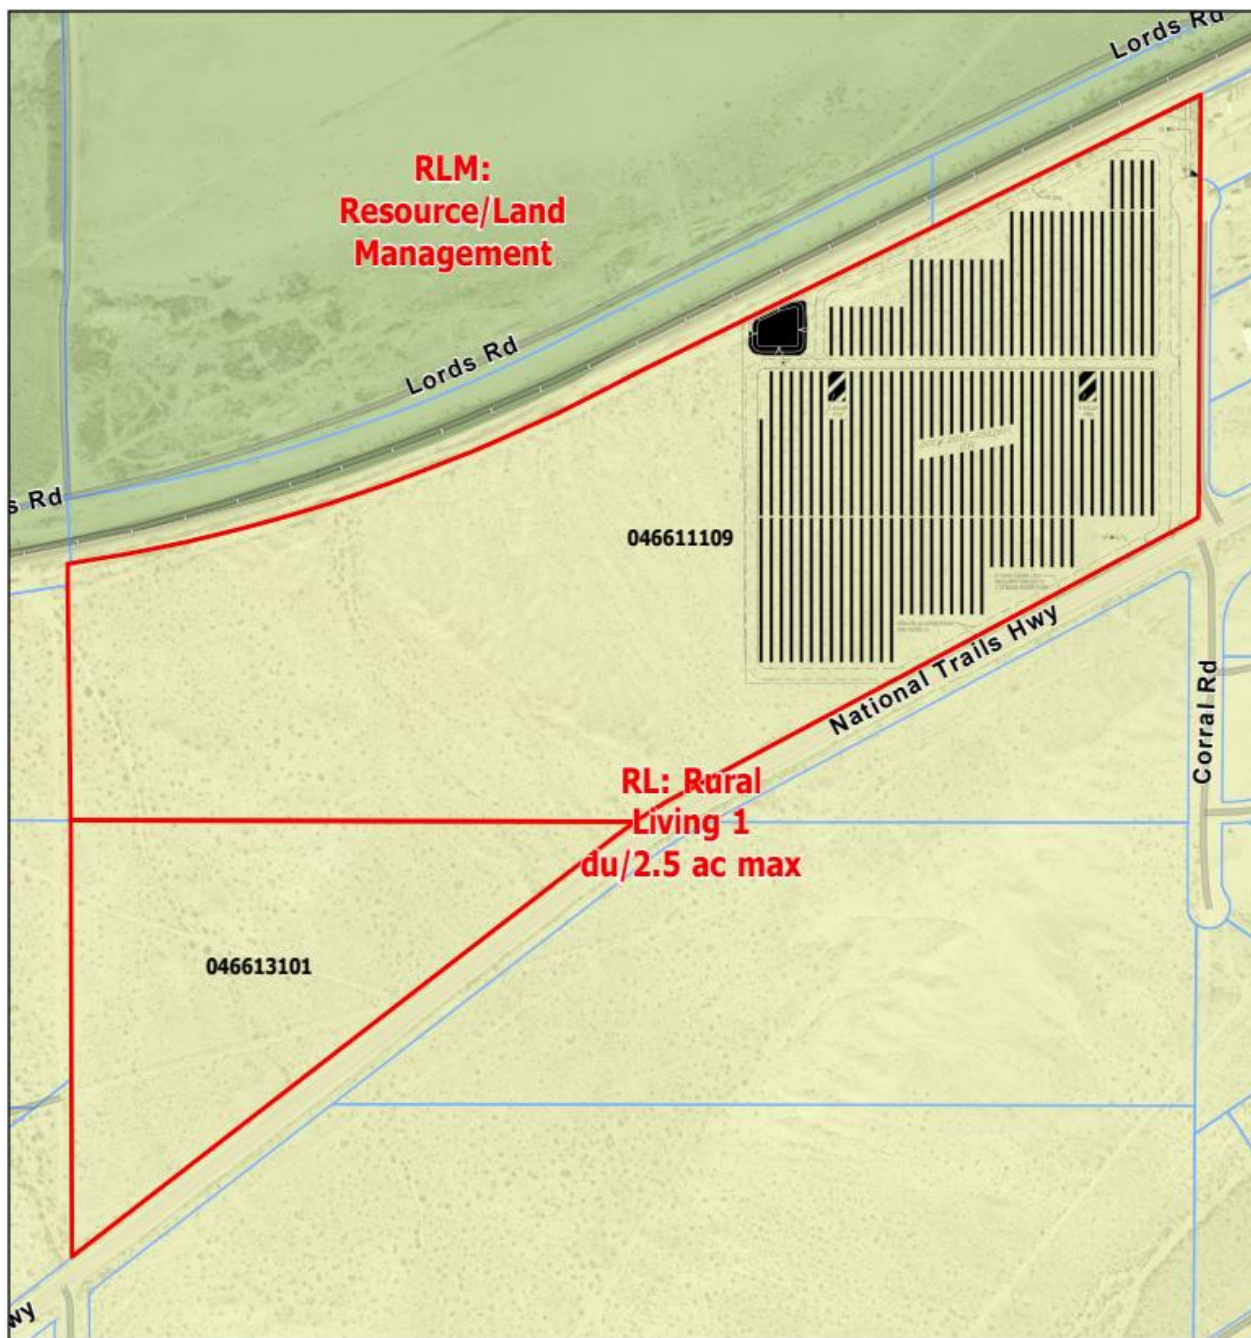 Lords Rd
RLM:
Resource/Land
Management
Lords Rd
s Rd
046611109
National Trails Hwy
Corral Rd
RL: Rural
Living 1
du/2.5 ac max
046613101
wy